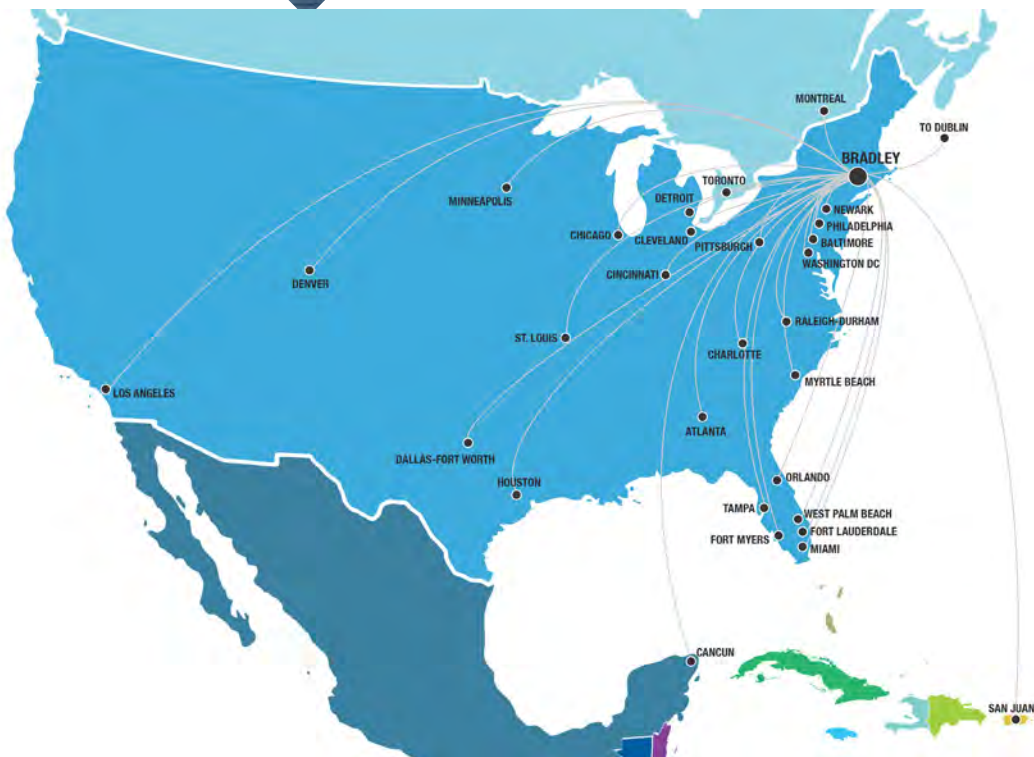 MONTREAL
TO DUBLIN
BRADLEY
TORONTO
MINNEAPOLIS
DETROIT
NEWARK
PHILADELPHIA
CHICAGO
CLEVELAND
PITTSBURGH
BALTIMORE
WASHINGTON DC
CINCINNATI
DENVER
RALEIGH-DURHAM
ST. LOUIS
CHARLOTTE
MYRTLE BEACH
LOS ANGELES
ATLANTA
DALLAS-FORT WORTH
HOUSTON
ORLANDO
TAMPA
WEST PALM BEACH
FORT LAUDERDALE
FORT MYERS
MIAMI
CANCUN
SAN JUAN